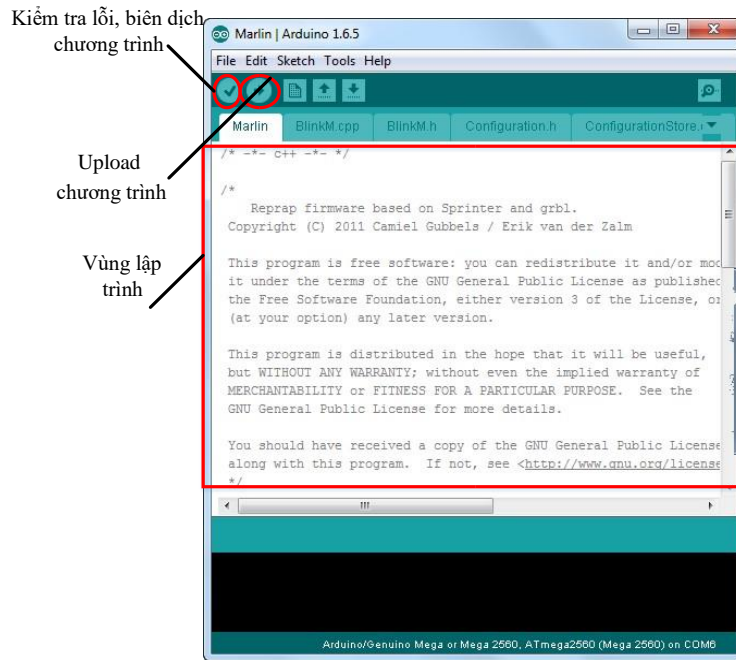 Kiểm tra lỗi, biên dịch
chương trình
Upload
chương trình
Vùng lập
trình
Marlin | Arduino 1.6.5
File Edit Sketch Tools Help
Marlin BlinkM.cpp BlinkM.h Configuration.h ConfigurationStore.
/* -*- c++ -*- */
/*
Reprap firmware based on Sprinter and grbl.
Copyright (C) 2011 Camiel Gubbels / Erik van der Zalm
This program is free software: you can redistribute it and/or mod
it under the terms of the GNU General Public License as published
the Free Software Foundation, either version 3 of the License, or
(at your option) any later version.
This program is distributed in the hope that it will be useful,
but WITHOUT ANY WARRANTY; without even the implied warranty of
MERCHANTABILITY or FITNESS FOR A PARTICULAR PURPOSE. See the
GNU General Public License for more details.
You should have received a copy of the GNU General Public License
along with this program. If not, see <http://www.gnu.org/license
*/
Arduino/Genuino Mega or Mega 2560, ATmega2560 (Mega 2560) on COM6